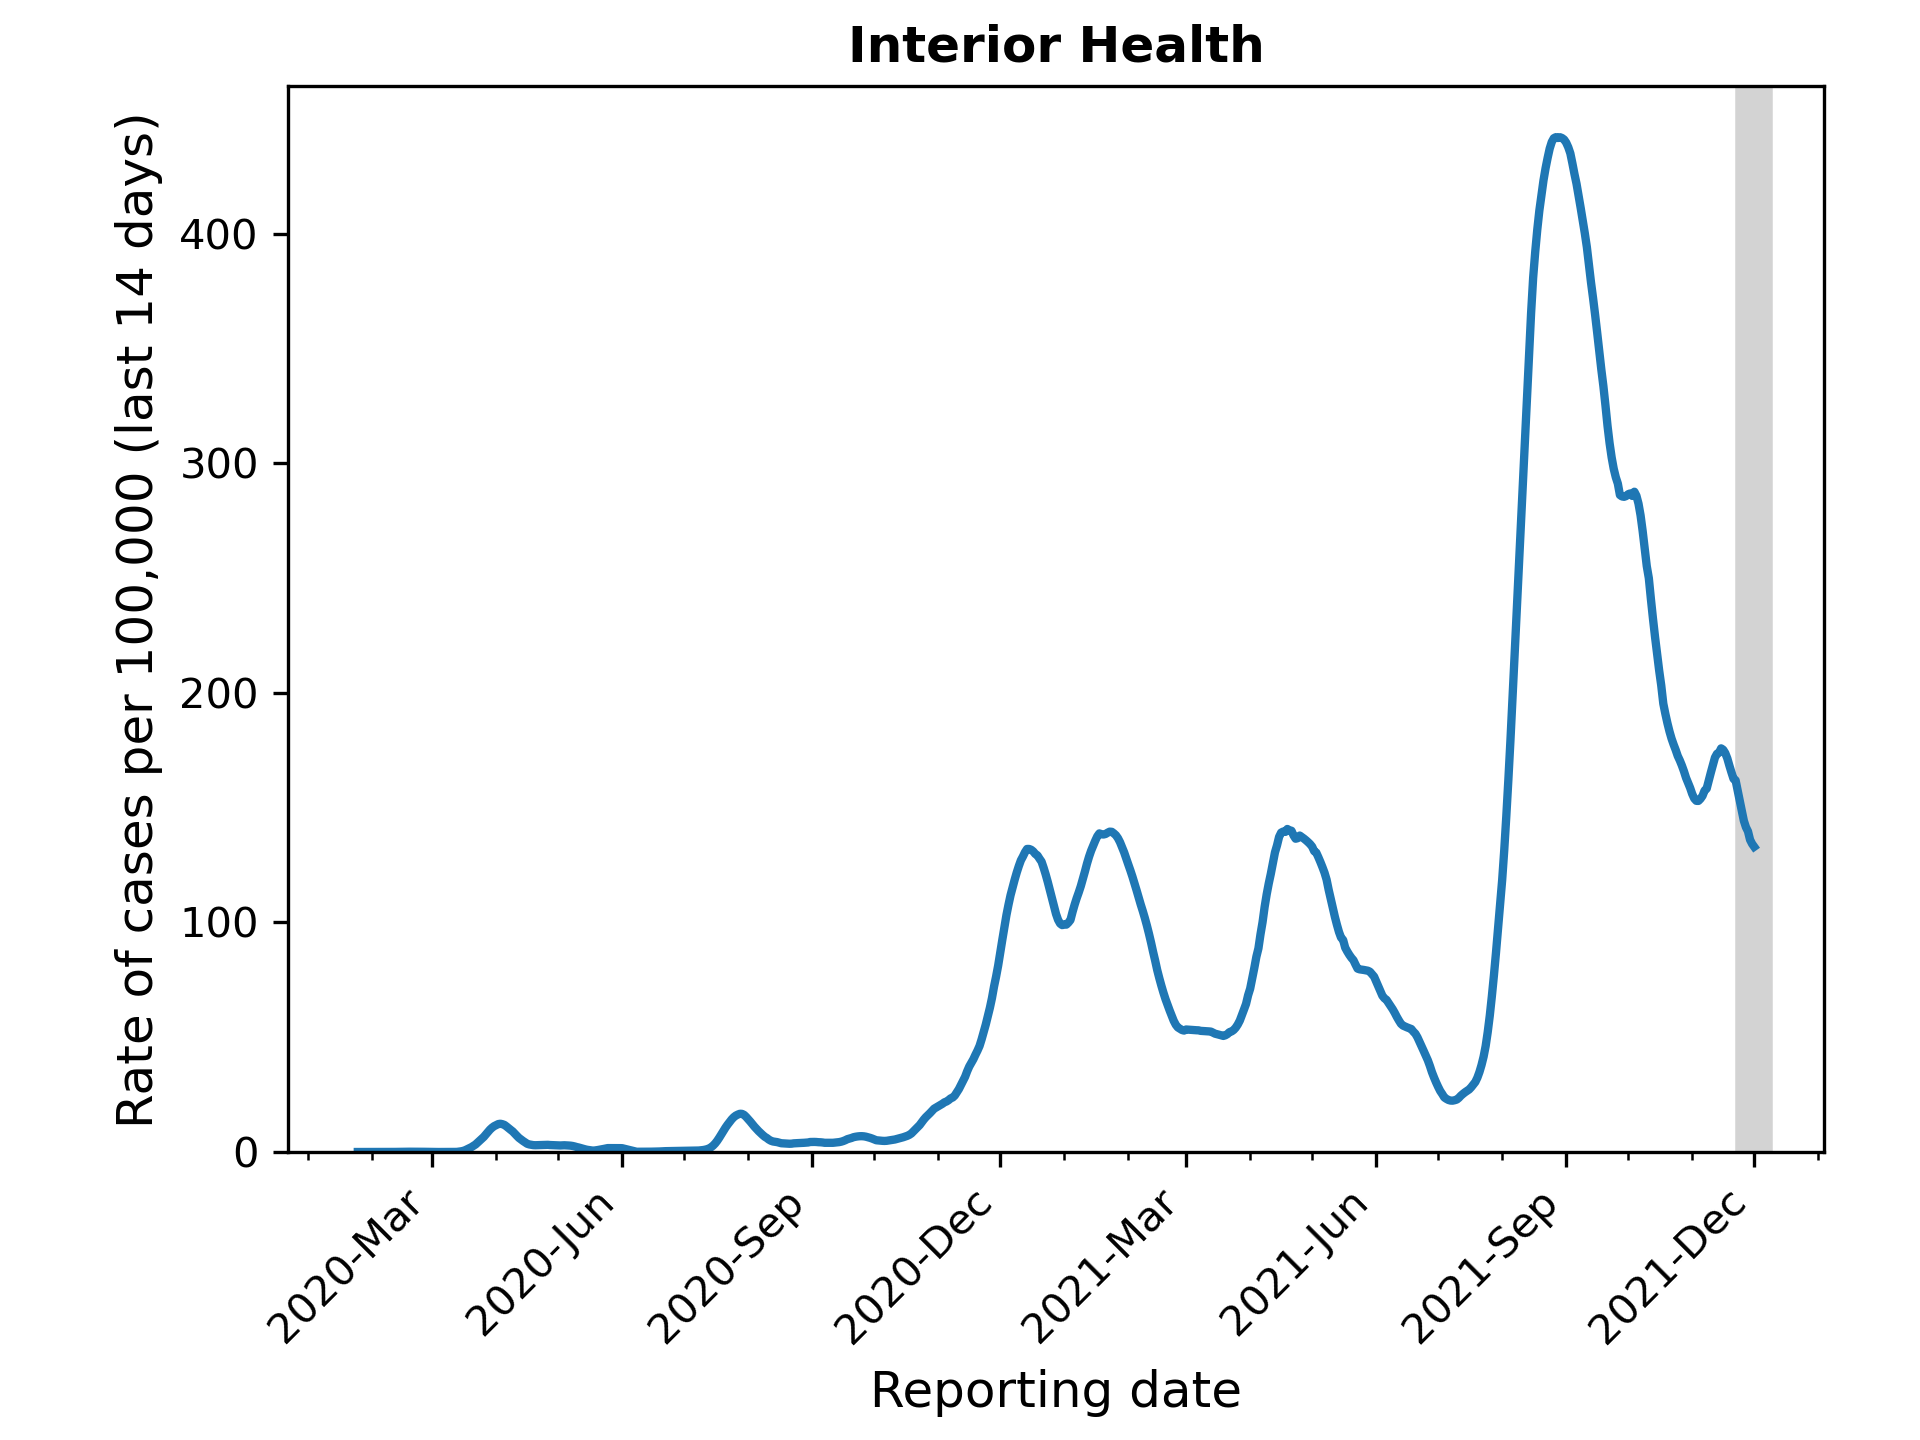 Interior Health
Rate of cases per 100,000 (last 14 days)
400
300
200
100
0
2020-Mar
2020-Jun
2020-Sep
2020-Dec
2021-Mar
2021-Jun
2021-Sep
2021-Dec
Reporting date